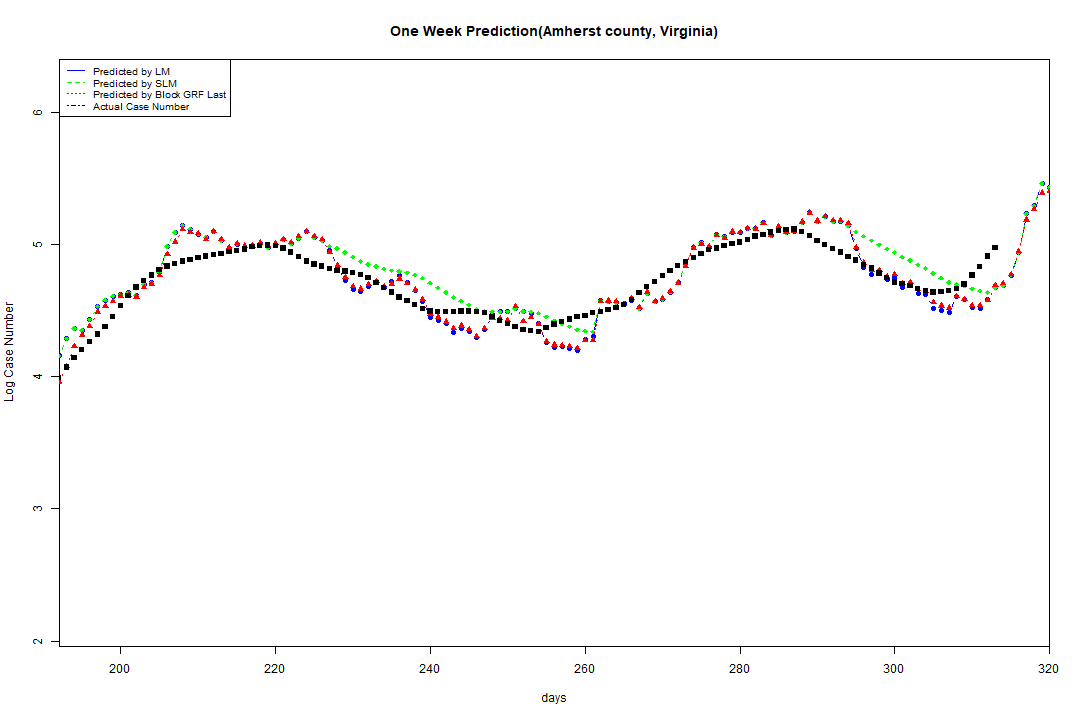 One Week Prediction(Amherst county, Virginia)
Predicted by LM
Predicted by SLM
Predicted by Block GRF Last
Actual Case Number
6
5
4
3
2
Log Case Number
200
220
240
260
280
300
320
days